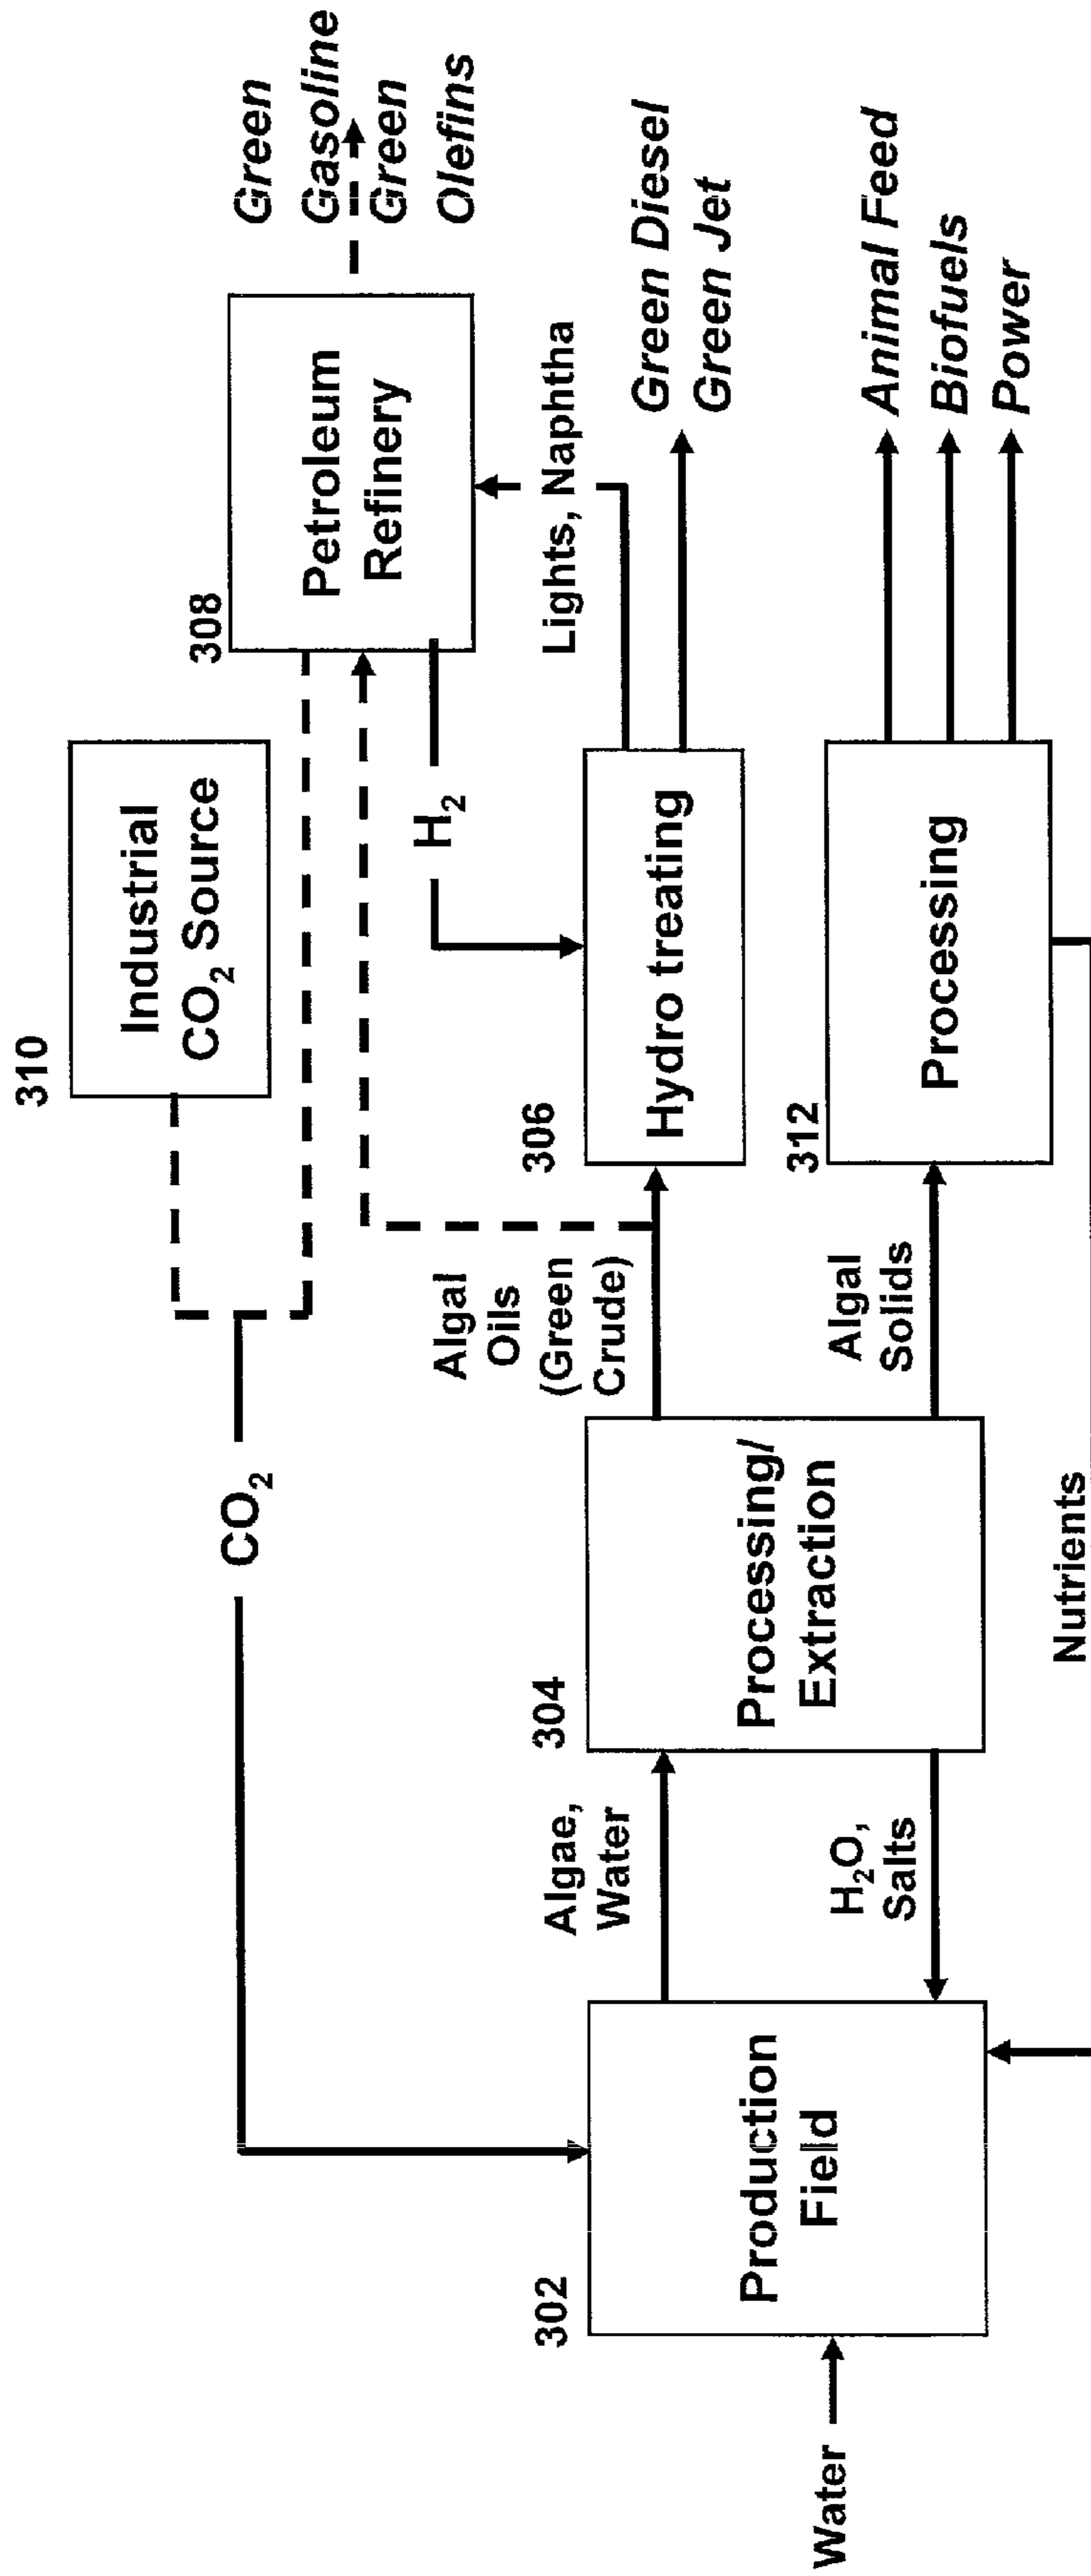 310
Industrial
CO₂ Source
308
Petroleum
Refinery
Green
Gasoline
Green
Olefins
CO₂
H₂
Lights, Naphtha
Algal
Oils
(Green
Crude)
306
Hydro treating
Green Diesel
Green Jet
302
Production
Field
Water
Algae,
Water
H₂O,
Salts
304
Processing/
Extraction
Algal
Solids
312
Processing
Animal Feed
Biofuels
Power
Nutrients